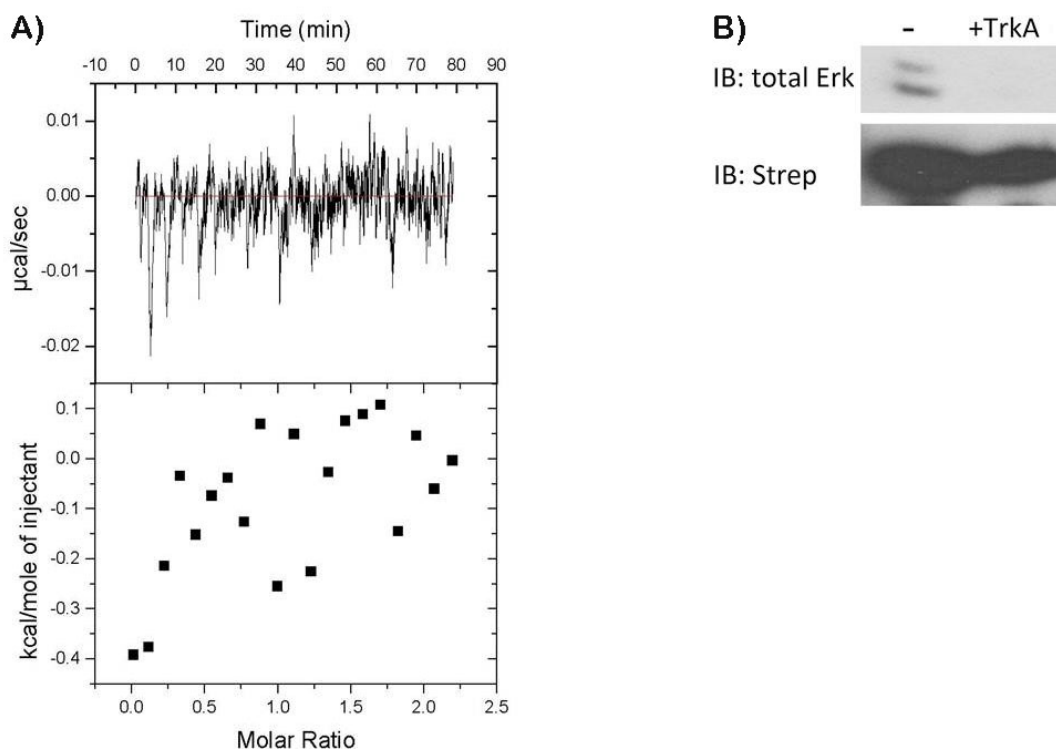 A)
Time (min)
-10 0 10 20 30 40 50 60 70 80 90
0.01
0.00
-0.01
-0.02
µcal/sec
0.1
0.0
-0.1
-0.2
-0.3
-0.4
kcal/mole of injectant
0.0 0.5 1.0 1.5 2.0 2.5
Molar Ratio
B)
- +TrkA
IB: total Erk
IB: Strep